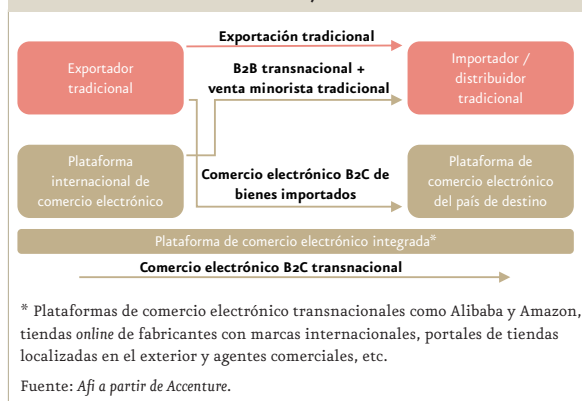 Exportación tradicional
Exportador
tradicional
B2B transnacional +
venta minorista tradicional
Importador /
distribuidor
tradicional
Plataforma
internacional de
comercio electrónico
Comercio electrónico B2C de
bienes importados
Plataforma de
comercio electrónico
del país de destino
Plataforma de comercio electrónico integrada*
Comercio electrónico B2C transnacional
* Plataformas de comercio electrónico transnacionales como Alibaba y Amazon,
tiendas online de fabricantes con marcas internacionales, portales de tiendas
localizadas en el exterior y agentes comerciales, etc.
Fuente: Afi a partir de Accenture.